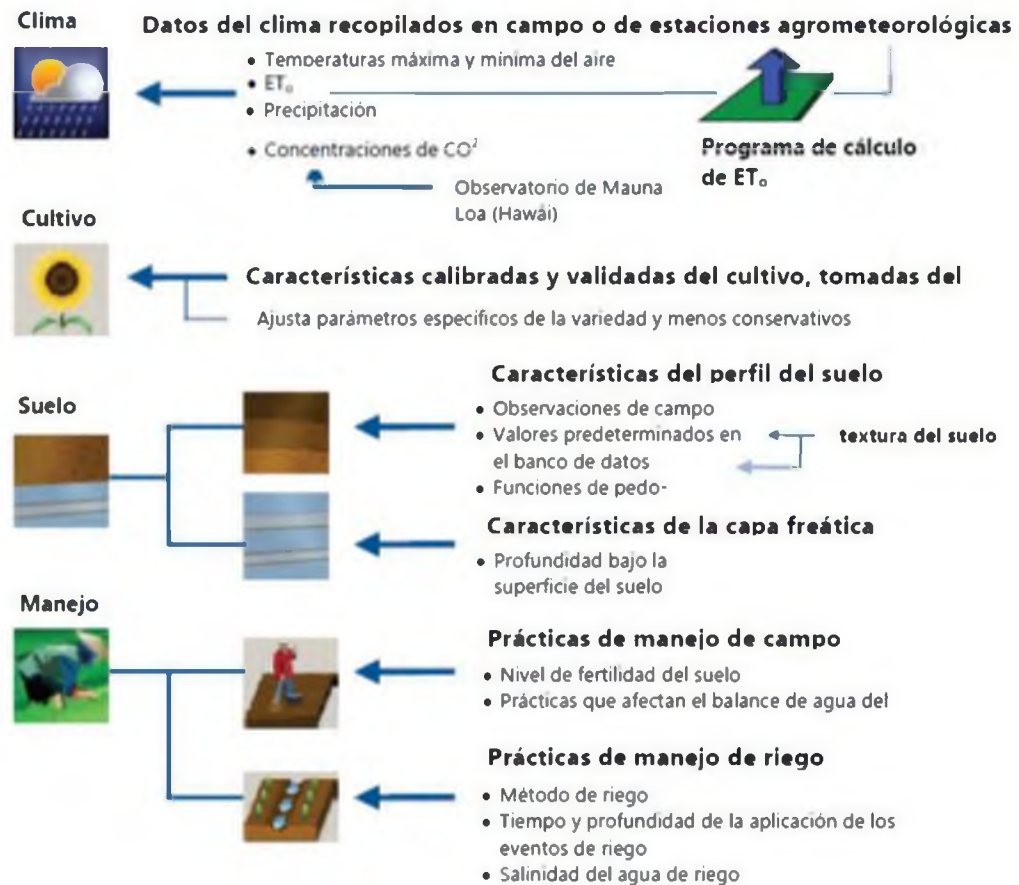 Clima
Datos del clima recopilados en campo o de estaciones agrometeorológicas
• Temperaturas máxima y mínima del aire
• ETₒ
• Precipitación
• Concentraciones de CO²
Programa de cálculo
de ETₒ
Observatorio de Mauna
Loa (Hawái)
Cultivo
Características calibradas y validadas del cultivo, tomadas del
Ajusta parámetros específicos de la variedad y menos conservativos
Suelo
Características del perfil del suelo
• Observaciones de campo
• Valores predeterminados en
el banco de datos
• Funciones de pedo-
textura del suelo
Características de la capa freática
• Profundidad bajo la
superficie del suelo
Manejo
Prácticas de manejo de campo
• Nivel de fertilidad del suelo
• Prácticas que afectan el balance de agua del
Prácticas de manejo de riego
• Método de riego
• Tiempo y profundidad de la aplicación de los
eventos de riego
• Salinidad del agua de riego